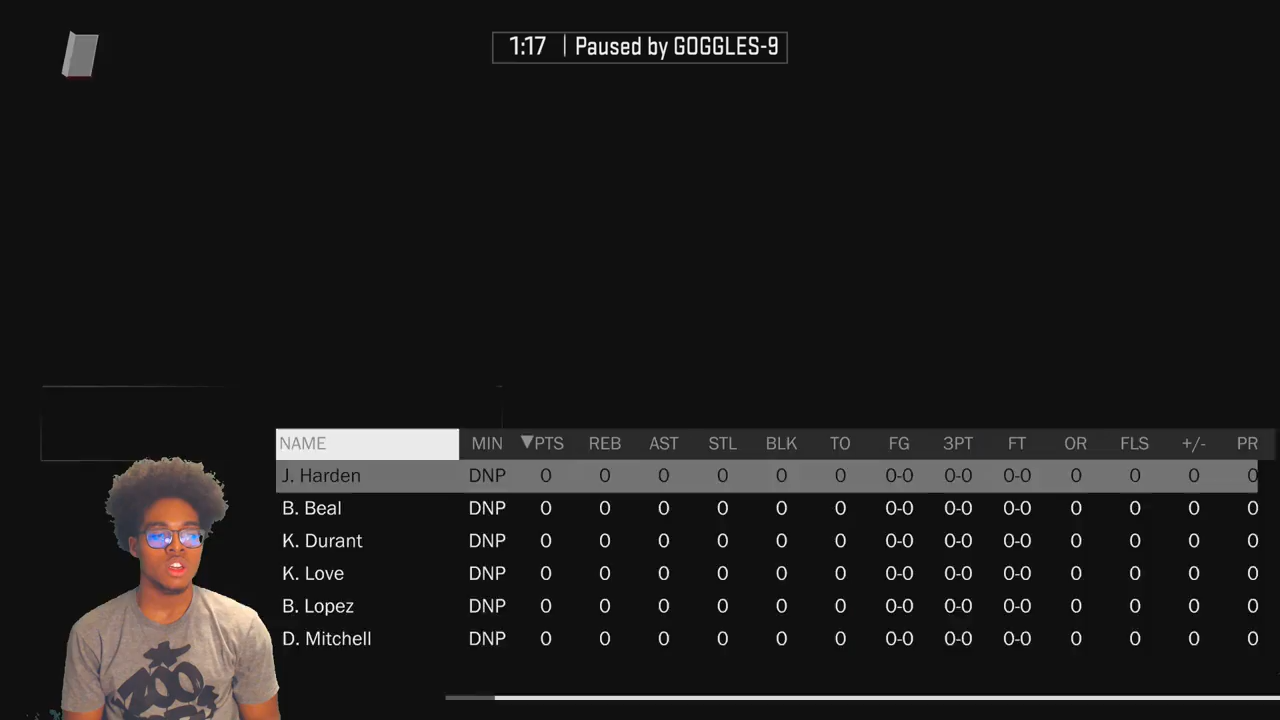 1:17 | Paused by GOGGLES-9
NAME MIN ▼PTS REB AST STL BLK TO FG 3PT FT OR FLS +/- PR
J. Harden DNP 0 0 0 0 0 0 0-0 0-0 0-0 0 0 0 0
B. Beal DNP 0 0 0 0 0 0 0-0 0-0 0-0 0 0 0 0
K. Durant DNP 0 0 0 0 0 0 0-0 0-0 0-0 0 0 0 0
K. Love DNP 0 0 0 0 0 0 0-0 0-0 0-0 0 0 0 0
B. Lopez DNP 0 0 0 0 0 0 0-0 0-0 0-0 0 0 0 0
D. Mitchell DNP 0 0 0 0 0 0 0-0 0-0 0-0 0 0 0 0
ZOO